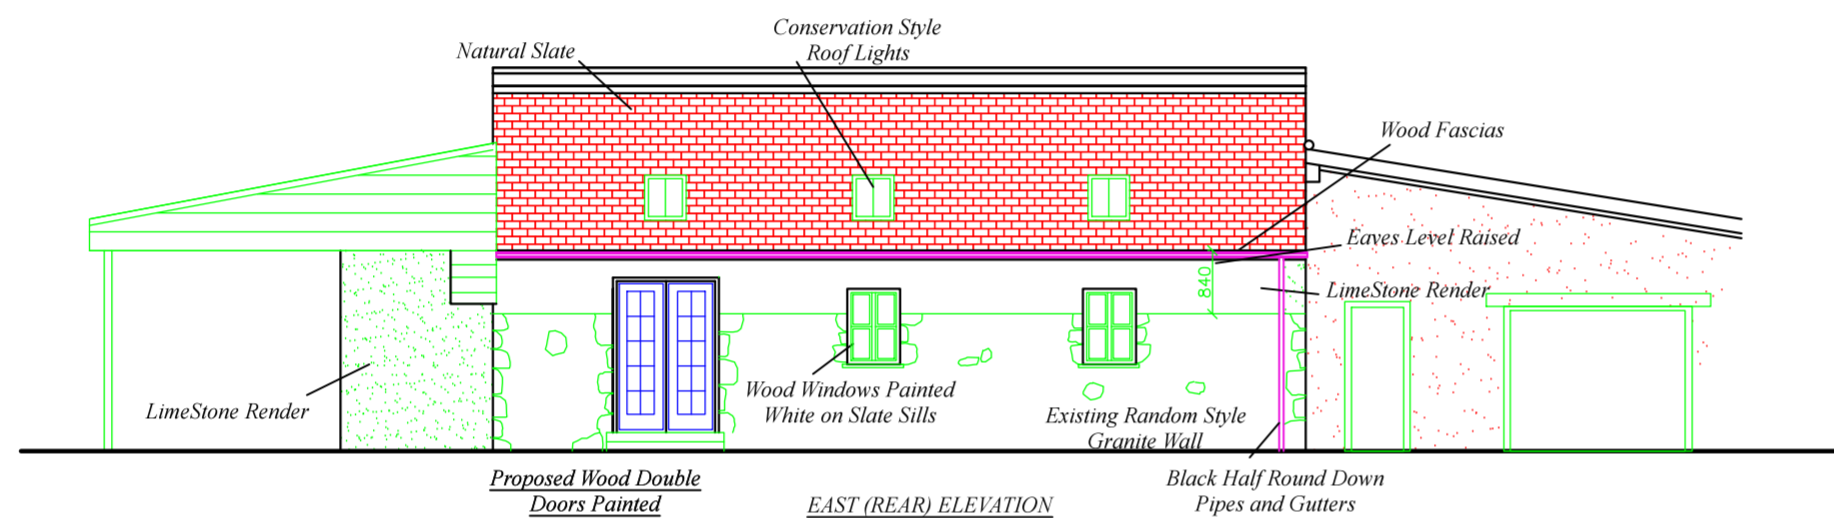 Conservation Style
Roof Lights
Natural Slate
Wood Fascias
Eaves Level Raised
840
LimeStone Render
LimeStone Render
Wood Windows Painted
White on Slate Sills
Existing Random Style
Granite Wall
Proposed Wood Double
Doors Painted
EAST (REAR) ELEVATION
Black Half Round Down
Pipes and Gutters